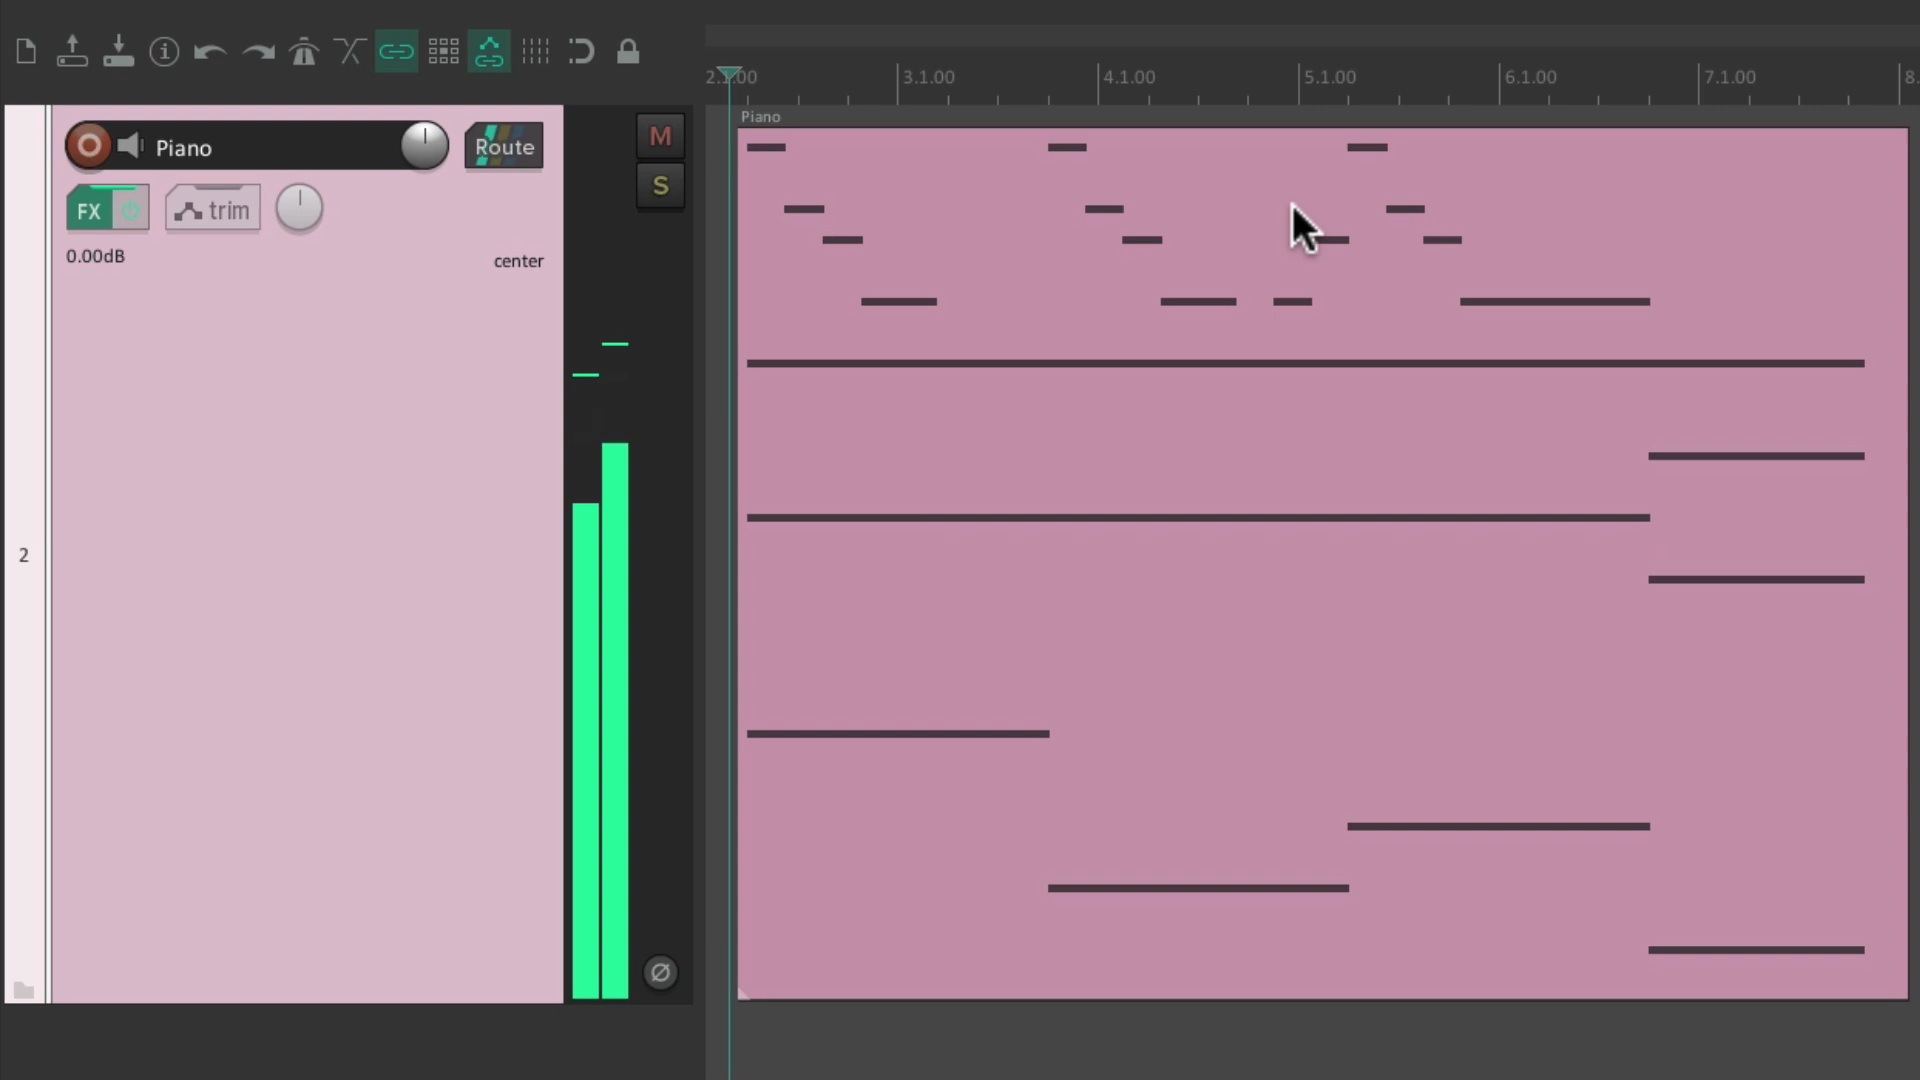 2.1.00 3.1.00 4.1.00 5.1.00 6.1.00 7.1.00 8.
Piano
M
Piano
Route
S
FX
trim
0.00dB
center
2